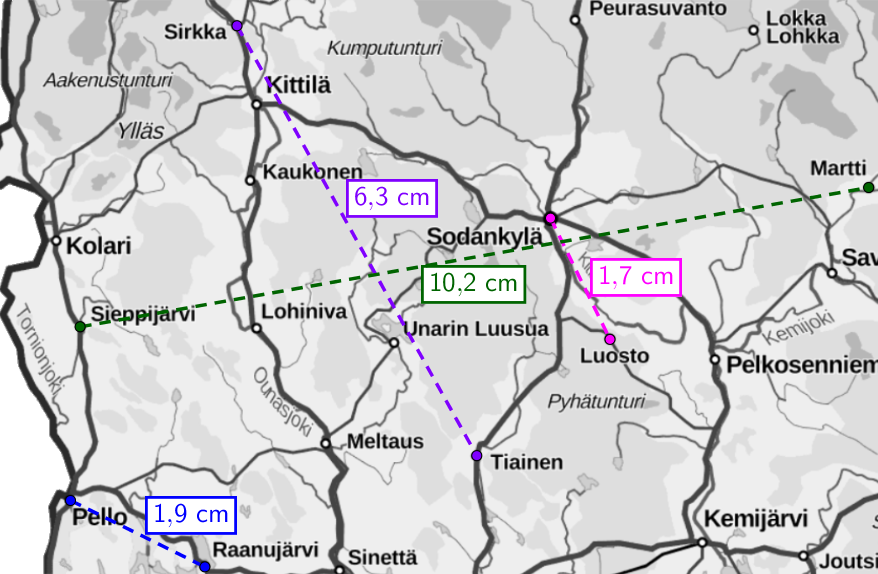 Peurasuvanto
Lokka
Lohkka
Sirkka
Kumputunturi
Aakenustunturi
Kittilä
Ylläs
Martti
Kaukonen
6,3 cm
Sodankylä
Kolari
Sav
10,2 cm
1,7 cm
Sieppijärvi
Lohiniva
Unarin Luusua
Kemijoki
Tornionjoki
Luosto
Pelkosenniem
Ounasjoki
Pyhätunturi
Meltaus
Tiainen
1,9 cm
Pello
Kemijärvi
Raanujärvi
Sinettä
Joutsi